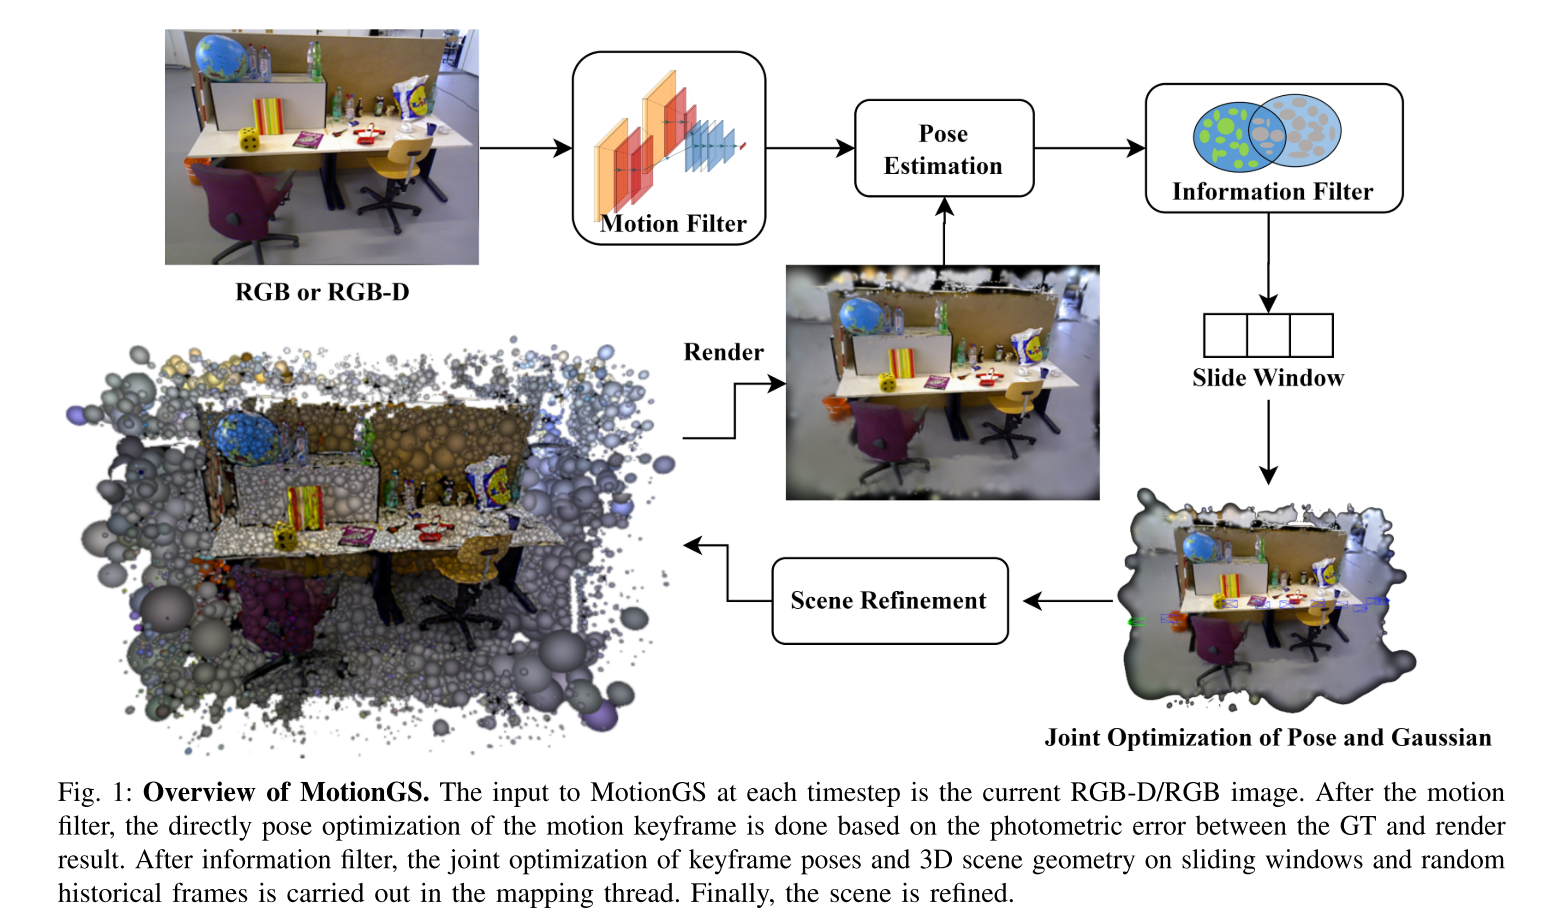 RGB or RGB-D
Motion Filter
Pose
Estimation
Information Filter
Slide Window
Render
Scene Refinement
Joint Optimization of Pose and Gaussian
Fig. 1: Overview of MotionGS. The input to MotionGS at each timestep is the current RGB-D/RGB image. After the motion
filter, the directly pose optimization of the motion keyframe is done based on the photometric error between the GT and render
result. After information filter, the joint optimization of keyframe poses and 3D scene geometry on sliding windows and random
historical frames is carried out in the mapping thread. Finally, the scene is refined.